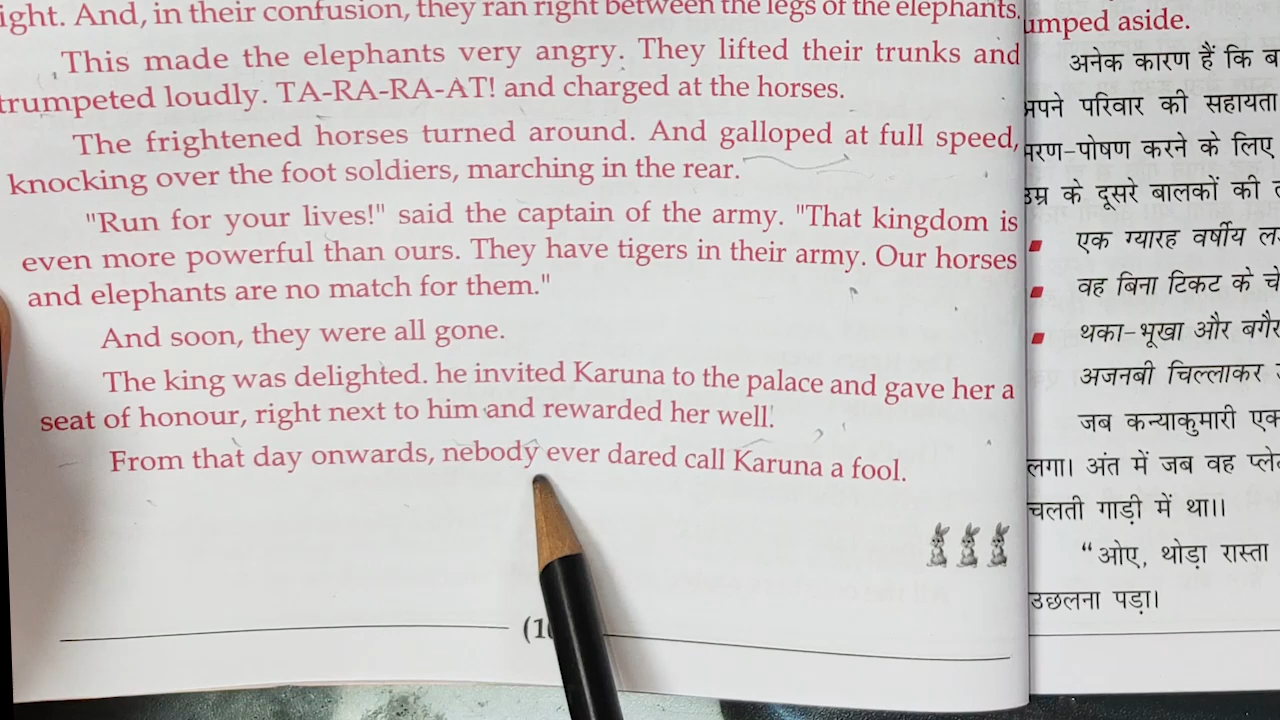 ight. And, in their confusion, they ran right between the legs of the elephants.
This made the elephants very angry. They lifted their trunks and
trumpeted loudly. TA-RA-RA-AT! and charged at the horses.
The frightened horses turned around. And galloped at full speed,
knocking over the foot soldiers, marching in the rear.
"Run for your lives!" said the captain of the army. "That kingdom is
even more powerful than ours. They have tigers in their army. Our horses
and elephants are no match for them."
And soon, they were all gone.
The king was delighted. he invited Karuna to the palace and gave her a
seat of honour, right next to him and rewarded her well.
From that day onwards, nebody ever dared call Karuna a fool.
umped aside.
अनेक कारण हैं कि ब
अपने परिवार की सहायता
भरण-पोषण करने के लिए
उम्र के दूसरे बालकों की
एक ग्यारह वर्षीय
वह बिना टिकट के चे
थका-भूखा और बगैर
अजनबी चिल्लाकर
जब कन्याकुमारी एक
लगा। अंत में जब वह प्ले
चलती गाड़ी में था।।
“ओए, थोड़ा रास्ता
उछलना पड़ा।